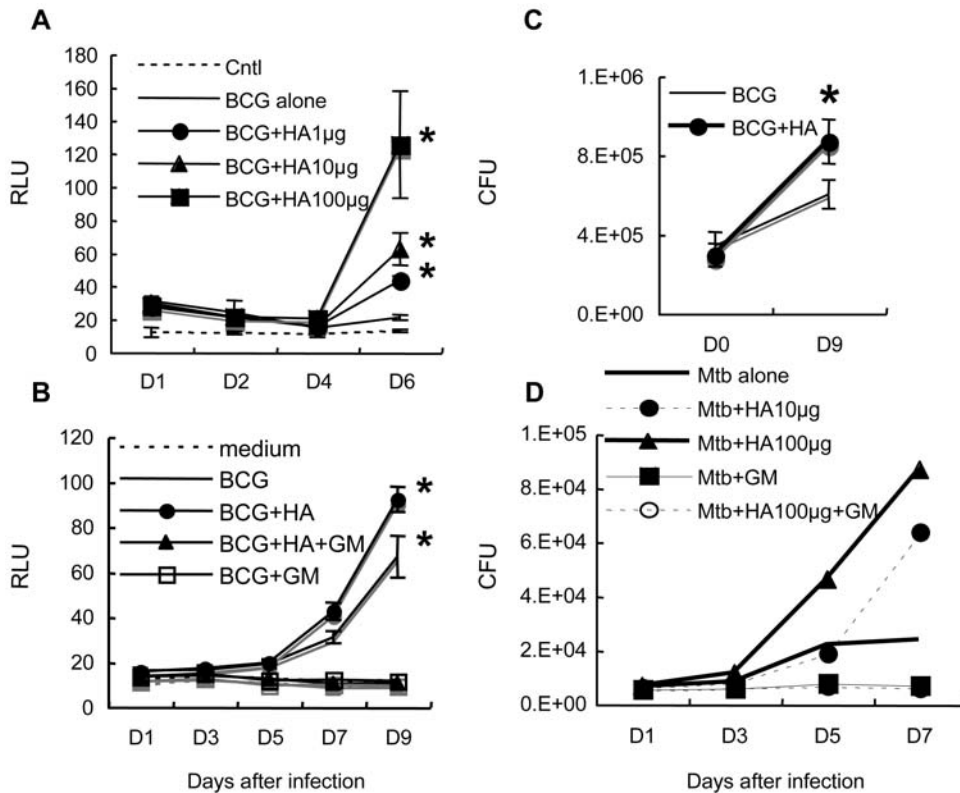 A
180
160
140
120
100
80
60
40
20
0
RLU
Cntl
BCG alone
BCG+HA1µg
BCG+HA10µg
BCG+HA100µg
*
*
*
D1 D2 D4 D6
C
1.E+06
8.E+05
4.E+05
0.E+00
CFU
BCG
BCG+HA
*
D0 D9
B
120
100
80
60
40
20
0
RLU
medium
BCG
BCG+HA
BCG+HA+GM
BCG+GM
*
*
D1 D3 D5 D7 D9
Days after infection
D
Mtb alone
Mtb+HA10µg
Mtb+HA100µg
Mtb+GM
Mtb+HA100µg+GM
1.E+05
8.E+04
6.E+04
4.E+04
2.E+04
0.E+00
CFU
D1 D3 D5 D7
Days after infection